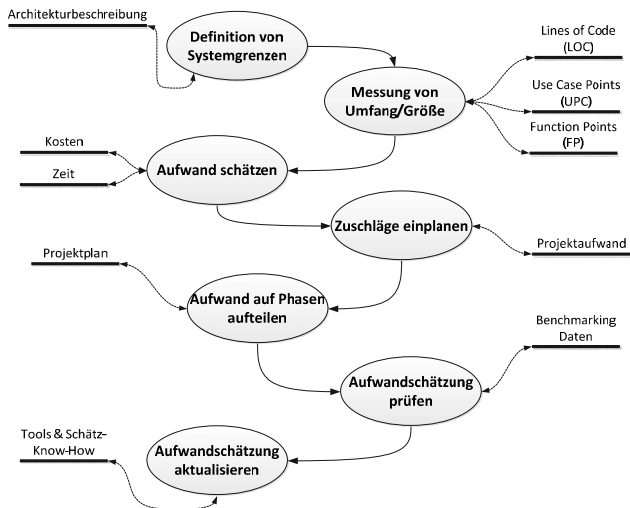 Architekturbeschreibung
Definition von
Systemgrenzen
Lines of Code
(LOC)
Messung von
Umfang/Größe
Use Case Points
(UPC)
Function Points
(FP)
Kosten
Zeit
Aufwand schätzen
Zuschläge einplanen
Projektaufwand
Projektplan
Aufwand auf Phasen
aufteilen
Benchmarking
Daten
Aufwandschätzung
prüfen
Tools & Schätz-
Know-How
Aufwandschätzung
aktualisieren